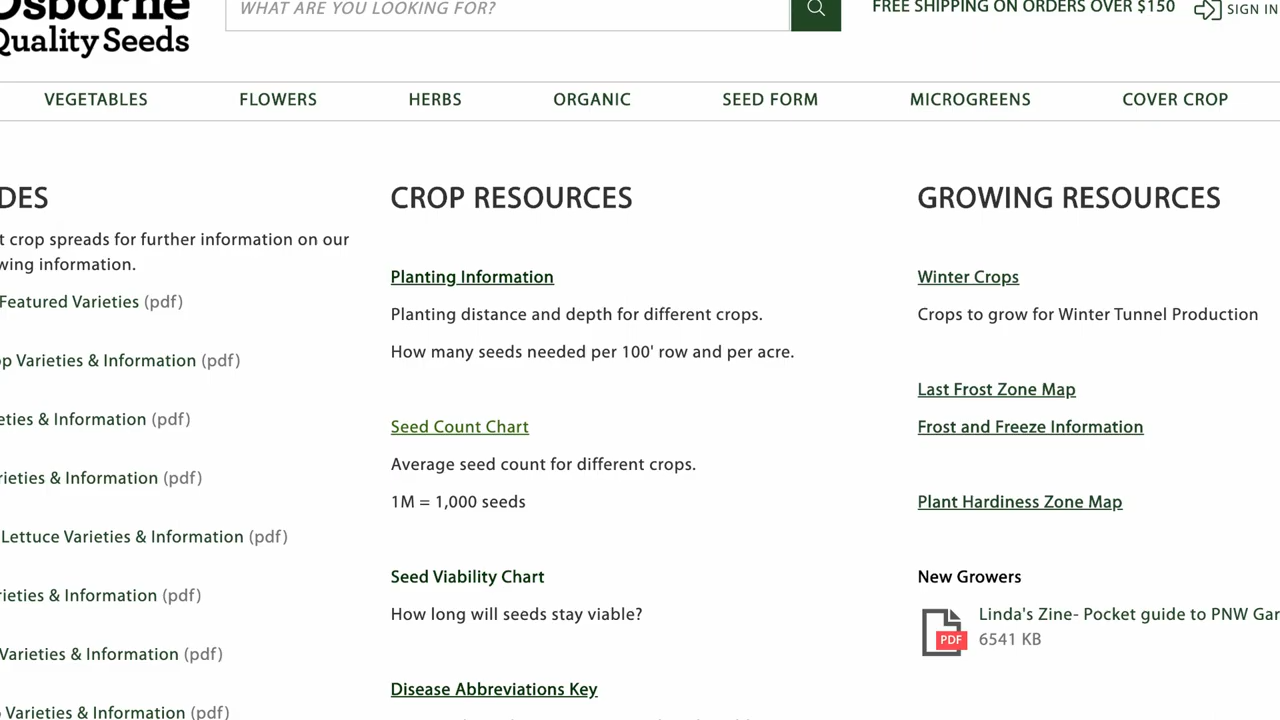 Osborne
Quality Seeds
WHAT ARE YOU LOOKING FOR?
FREE SHIPPING ON ORDERS OVER $150
SIGN IN
VEGETABLES
FLOWERS
HERBS
ORGANIC
SEED FORM
MICROGREENS
COVER CROP
DES
t crop spreads for further information on our
wing information.
Featured Varieties (pdf)
op Varieties & Information (pdf)
eties & Information (pdf)
rieties & Information (pdf)
Lettuce Varieties & Information (pdf)
rieties & Information (pdf)
Varieties & Information (pdf)
Varieties & Information (pdf)
CROP RESOURCES
Planting Information
Planting distance and depth for different crops.
How many seeds needed per 100' row and per acre.
Seed Count Chart
Average seed count for different crops.
1M = 1,000 seeds
Seed Viability Chart
How long will seeds stay viable?
Disease Abbreviations Key
GROWING RESOURCES
Winter Crops
Crops to grow for Winter Tunnel Production
Last Frost Zone Map
Frost and Freeze Information
Plant Hardiness Zone Map
New Growers
PDF
Linda's Zine- Pocket guide to PNW Gar
6541 KB